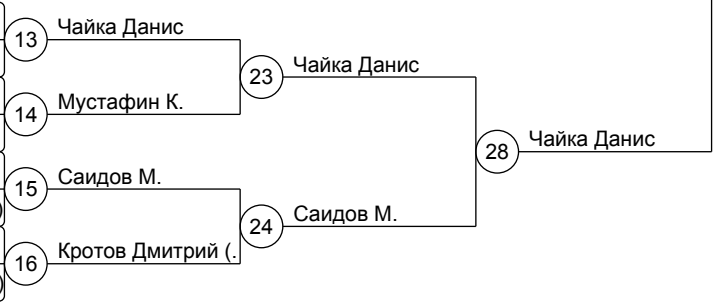 13 Чайка Данис
23 Чайка Данис
14 Мустафин К.
28 Чайка Данис
15 Саидов М.
24 Саидов М.
16 Кротов Дмитрий (.